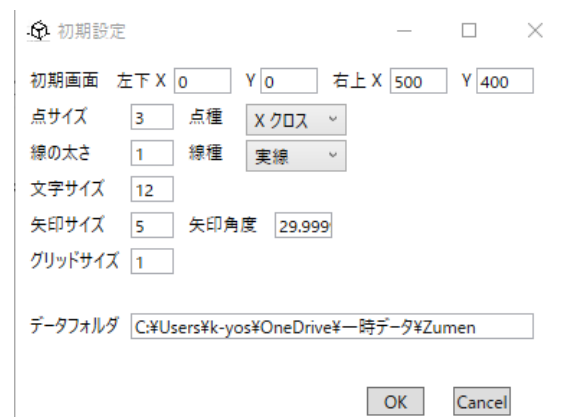 初期設定
初期画面 左下 X 0 Y 0 右上 X 500 Y 400
点サイズ 3 点種 X クロス
線の太さ 1 線種 実線
文字サイズ 12
矢印サイズ 5 矢印角度 29.999
グリッドサイズ 1
データフォルダ C:¥Users¥k-yos¥OneDrive¥一時データ¥Zumen
OK Cancel